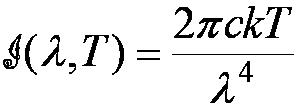 𝓘(λ,T) = 2πckT / λ⁴